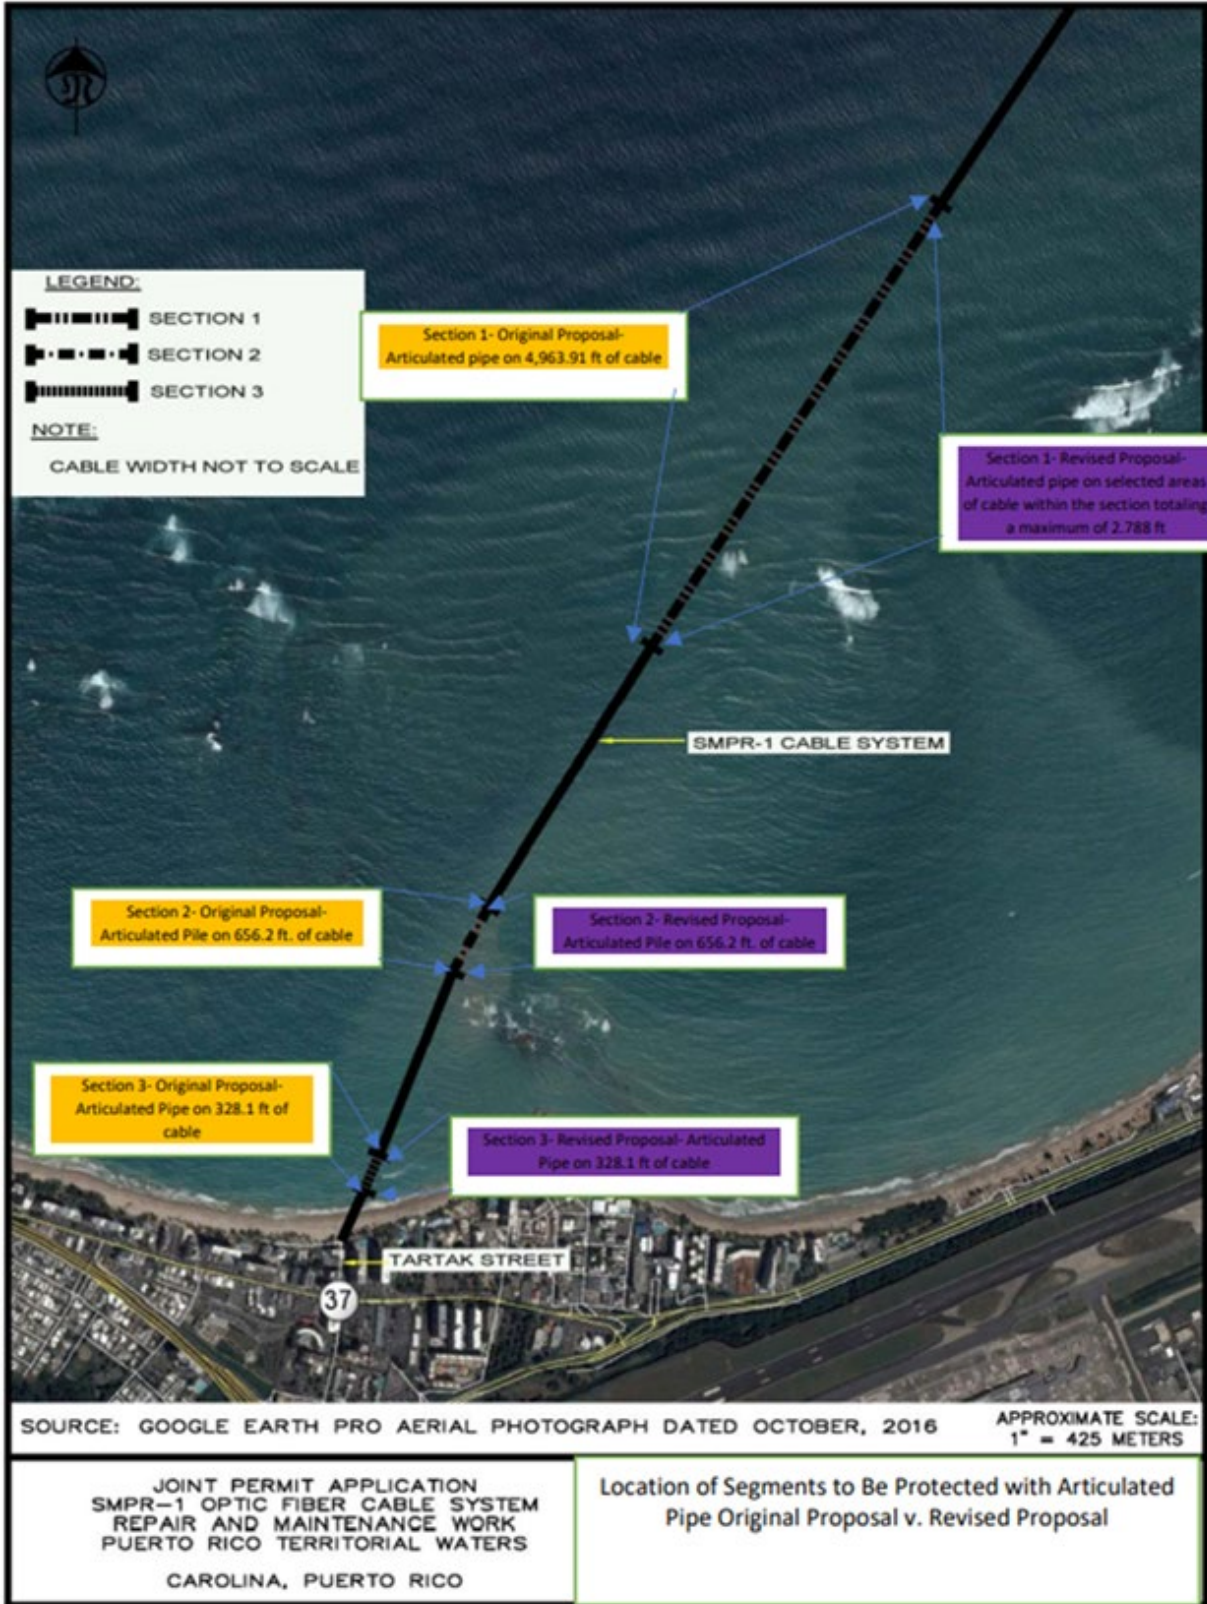 LEGEND:
SECTION 1
SECTION 2
SECTION 3
NOTE:
CABLE WIDTH NOT TO SCALE
Section 1- Original Proposal-
Articulated pipe on 4,963.91 ft of cable
Section 1- Revised Proposal-
Articulated pipe on selected areas
of cable within the section totaling
a maximum of 2.788 ft
SMPR-1 CABLE SYSTEM
Section 2- Original Proposal-
Articulated Pile on 656.2 ft. of cable
Section 2- Revised Proposal-
Articulated Pile on 656.2 ft. of cable
Section 3- Original Proposal-
Articulated Pipe on 328.1 ft of
cable
Section 3- Revised Proposal- Articulated
Pipe on 328.1 ft of cable
TARTAK STREET
37
SOURCE: GOOGLE EARTH PRO AERIAL PHOTOGRAPH DATED OCTOBER, 2016
APPROXIMATE SCALE:
1" = 425 METERS
JOINT PERMIT APPLICATION
SMPR-1 OPTIC FIBER CABLE SYSTEM
REPAIR AND MAINTENANCE WORK
PUERTO RICO TERRITORIAL WATERS
CAROLINA, PUERTO RICO
Location of Segments to Be Protected with Articulated
Pipe Original Proposal v. Revised Proposal